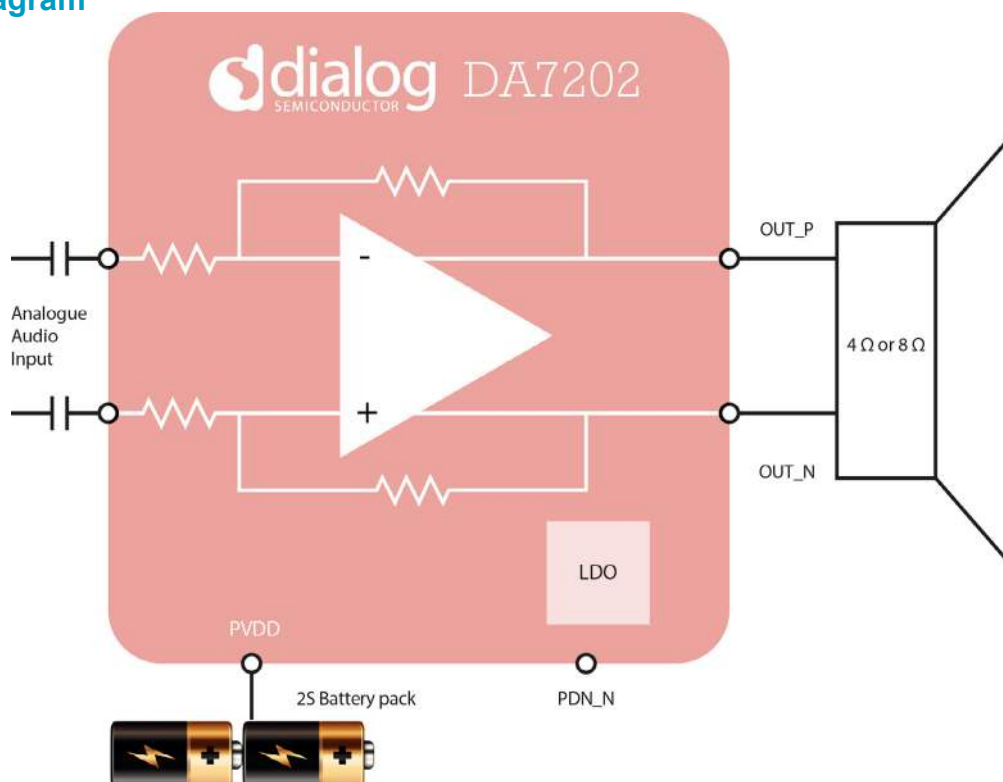 agram
dialog DA7202
SEMICONDUCTOR
OUT_P
-
Analogue
Audio
Input
4 Ω or 8 Ω
+
OUT_N
LDO
PVDD
2S Battery pack
PDN_N
+ +